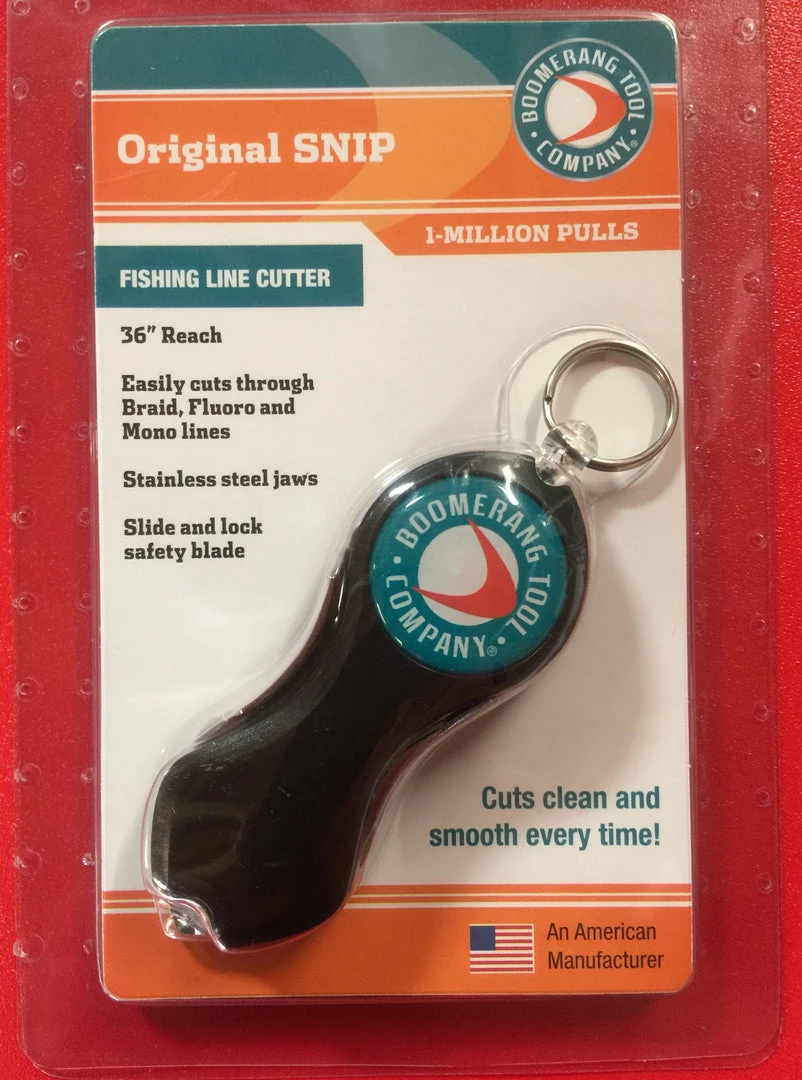 BOOMERANG TOOL
COMPANY®
Original SNIP
1-MILLION PULLS
FISHING LINE CUTTER
36" Reach
Easily cuts through
Braid, Fluoro and
Mono lines
Stainless steel jaws
Slide and lock
safety blade
BOOMERANG TOOL
COMPANY®
Cuts clean and
smooth every time!
An American
Manufacturer